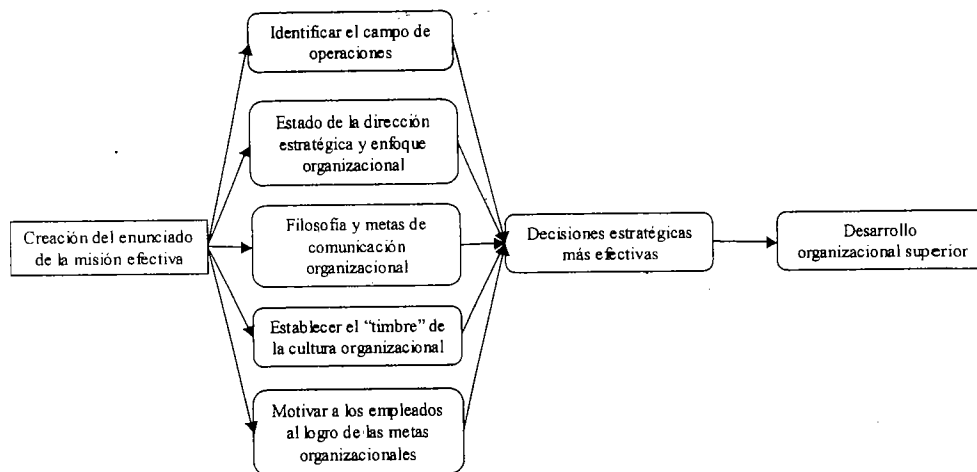 Identificar el campo de
operaciones
Estado de la dirección
estratégica y enfoque
organizacional
Creación del enunciado
de la misión efectiva
Filosofía y metas de
comunicación
organizacional
Decisiones estratégicas
más efectivas
Desarrollo
organizacional superior
Establecer el “timbre” de
la cultura organizacional
Motivar a los empleados
al logro de las metas
organizacionales